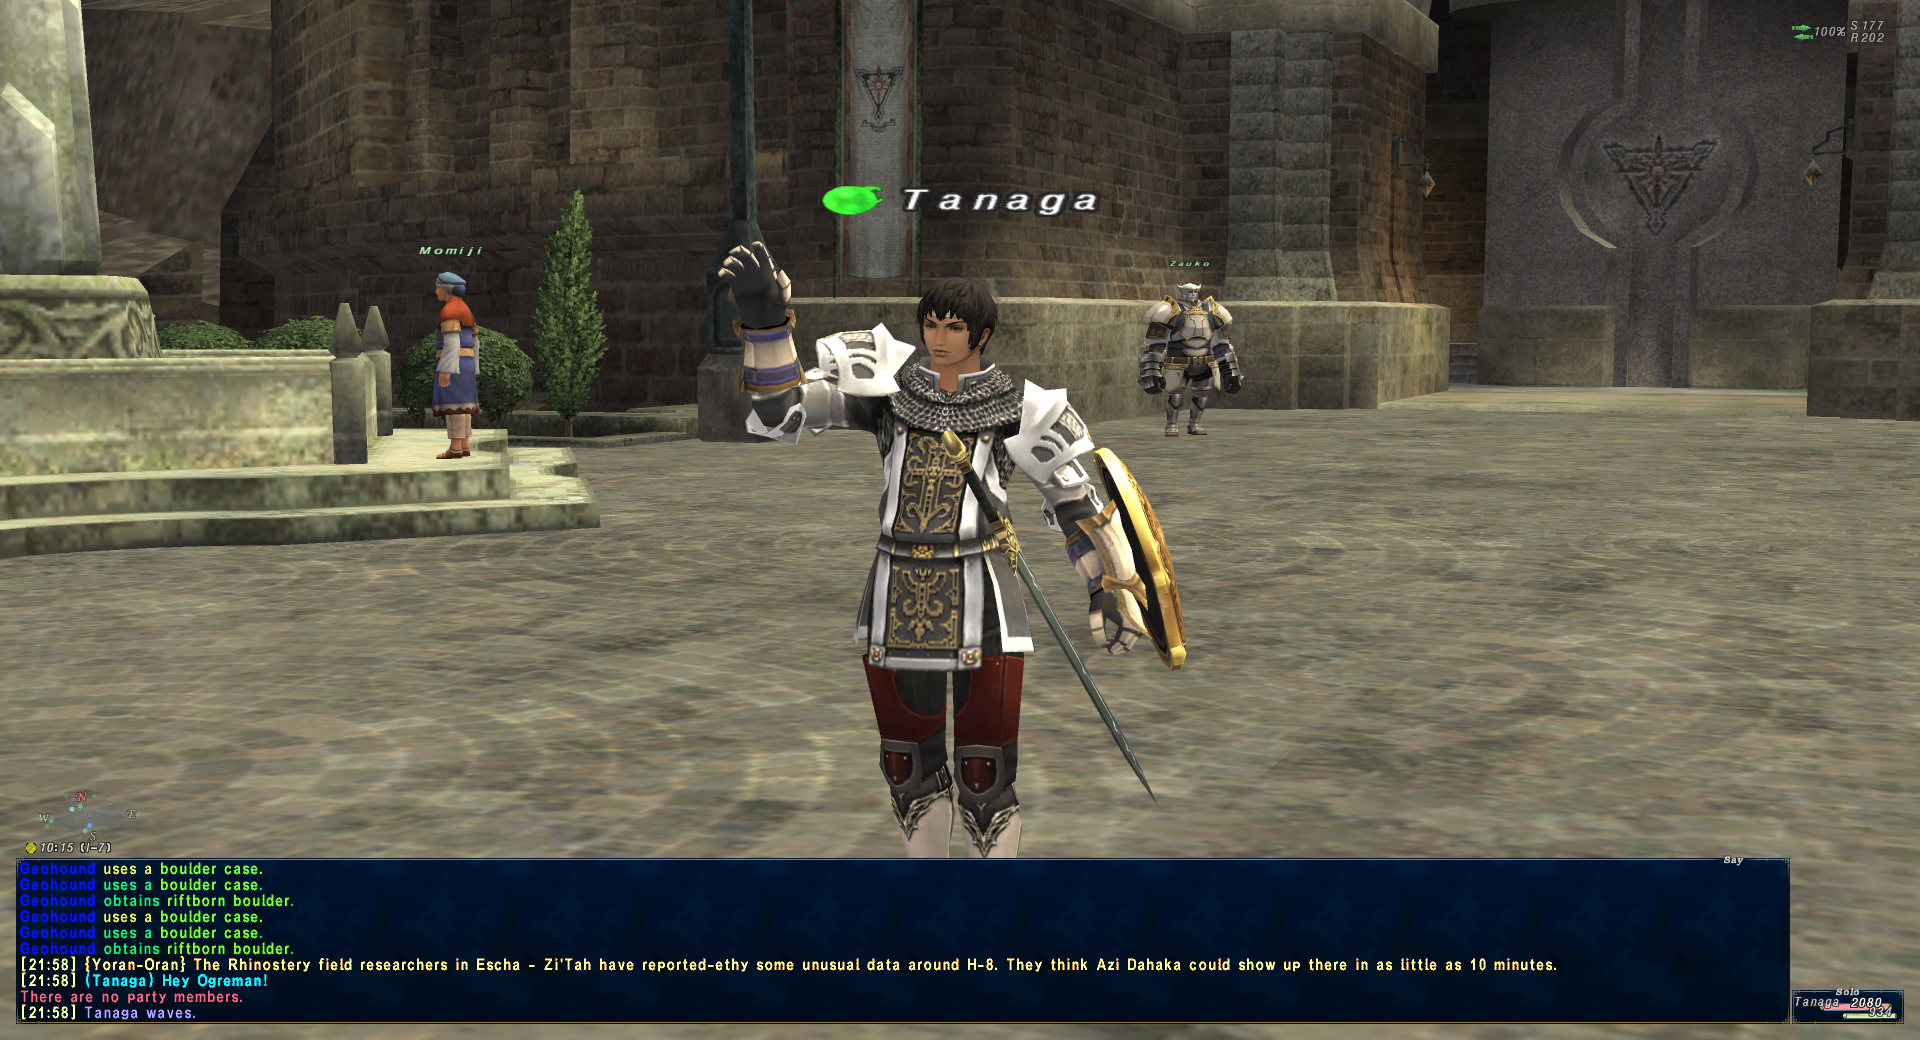 100% S 177
R 202
Tanaga
Momiji
Zauko
N
W
E
S
10:15 (I-7)
Say
Geohound uses a boulder case.
Geohound uses a boulder case.
Geohound obtains riftborn boulder.
Geohound uses a boulder case.
Geohound uses a boulder case.
Geohound obtains riftborn boulder.
[21:58] {Yoran-Oran} The Rhinostery field researchers in Escha - Zi'Tah have reported-ethy some unusual data around H-8. They think Azi Dahaka could show up there in as little as 10 minutes.
[21:58] (Tanaga) Hey Ogreman!
There are no party members.
[21:58] Tanaga waves.
Solo
Tanaga 2080
934